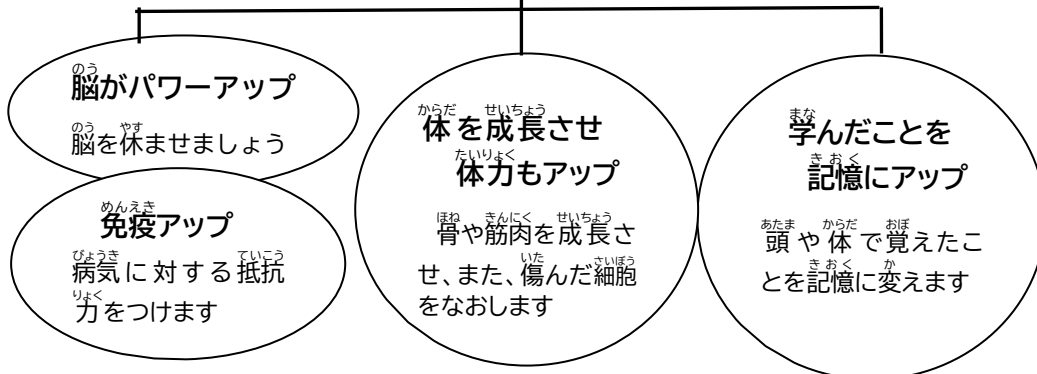 脳がパワーアップ
脳を休ませましょう
免疫アップ
病気に対する抵抗
力をつけます
体を成長させ
体力もアップ
骨や筋肉を成長さ
せ、また、傷んだ細胞
をなおします
学んだことを
記憶にアップ
頭や体で覚えたこ
とを記憶に変えます